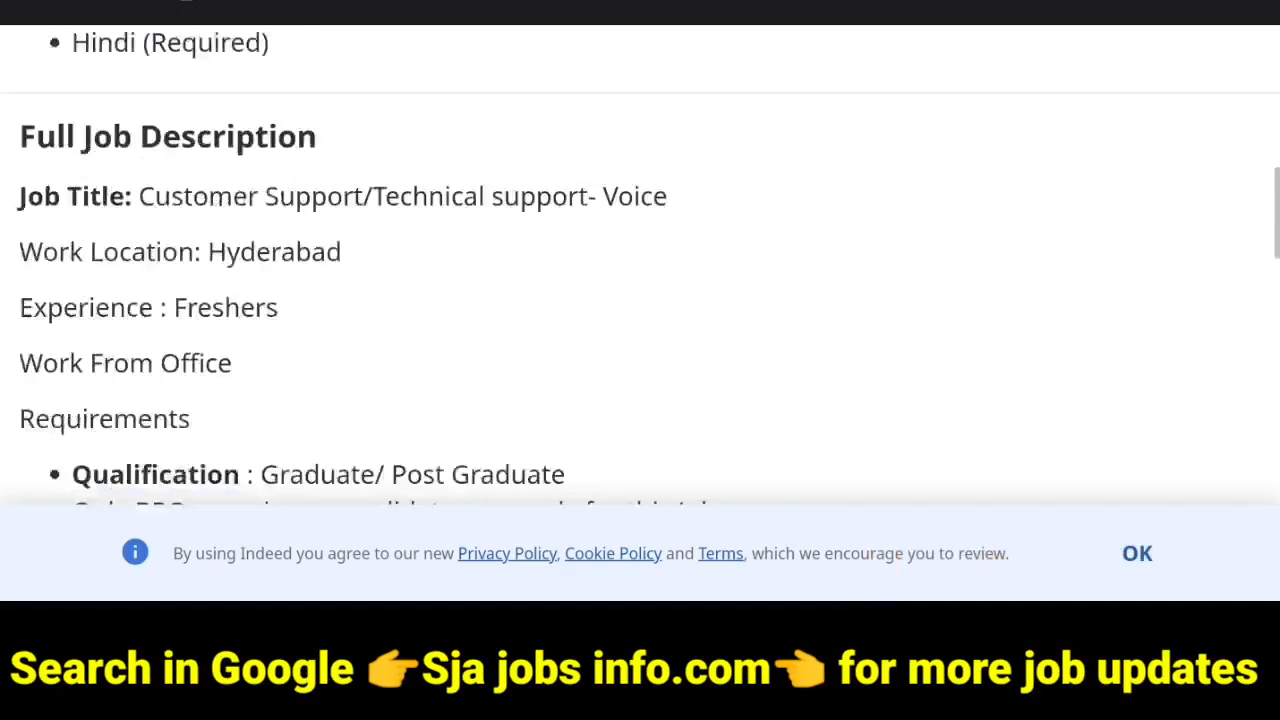 Hindi (Required)
Full Job Description
Job Title: Customer Support/Technical support- Voice
Work Location: Hyderabad
Experience : Freshers
Work From Office
Requirements
Qualification : Graduate/ Post Graduate
By using Indeed you agree to our new Privacy Policy, Cookie Policy and Terms, which we encourage you to review.
OK
Search in Google 👉Sja jobs info.com👈 for more job updates